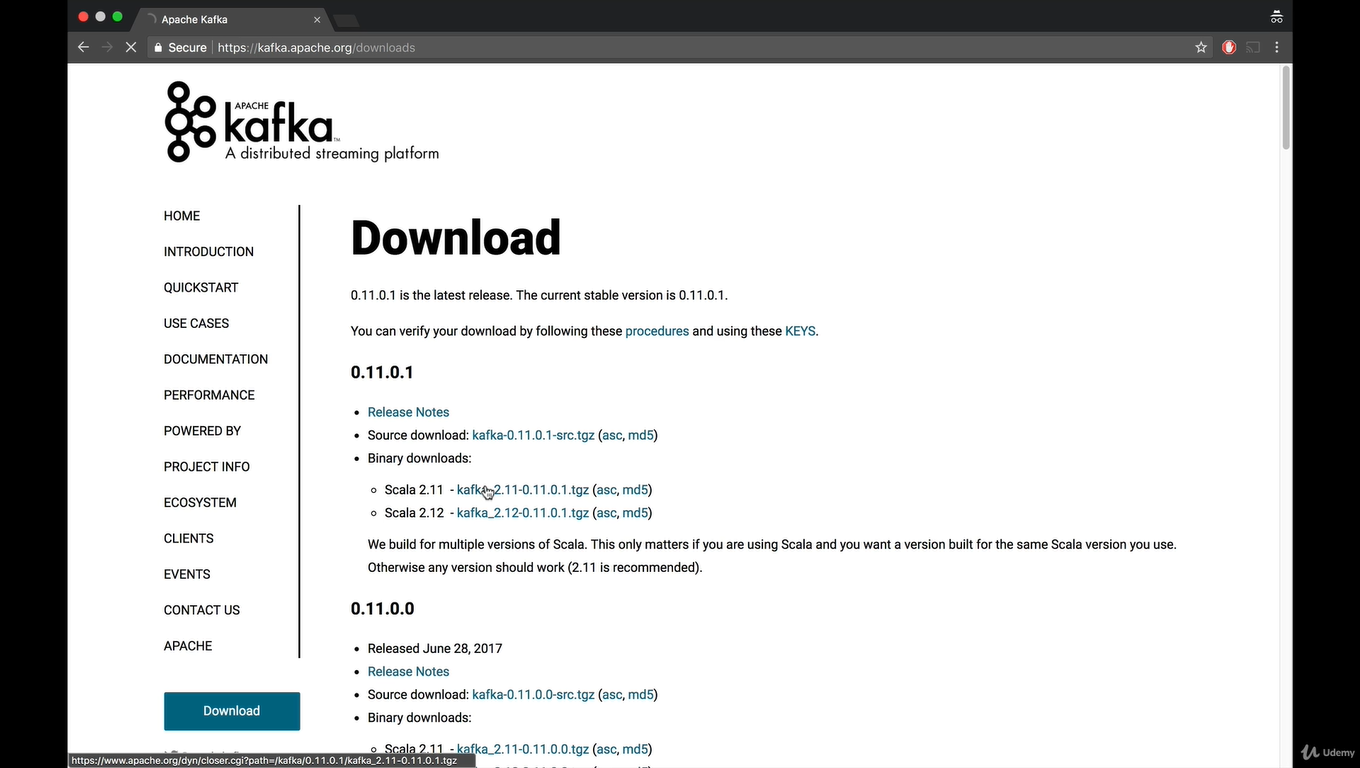 Apache Kafka
Secure https://kafka.apache.org/downloads
APACHE
kafka™
A distributed streaming platform
HOME
INTRODUCTION
QUICKSTART
USE CASES
DOCUMENTATION
PERFORMANCE
POWERED BY
PROJECT INFO
ECOSYSTEM
CLIENTS
EVENTS
CONTACT US
APACHE
Download
Download
0.11.0.1 is the latest release. The current stable version is 0.11.0.1.
You can verify your download by following these procedures and using these KEYS.
0.11.0.1
• Release Notes
• Source download: kafka-0.11.0.1-src.tgz (asc, md5)
• Binary downloads:
Scala 2.11 - kafka_2.11-0.11.0.1.tgz (asc, md5)
Scala 2.12 - kafka_2.12-0.11.0.1.tgz (asc, md5)
We build for multiple versions of Scala. This only matters if you are using Scala and you want a version built for the same Scala version you use.
Otherwise any version should work (2.11 is recommended).
0.11.0.0
• Released June 28, 2017
• Release Notes
• Source download: kafka-0.11.0.0-src.tgz (asc, md5)
• Binary downloads:
Scala 2.11 - kafka_2.11-0.11.0.0.tgz (asc, md5)
https://www.apache.org/dyn/closer.cgi?path=/kafka/0.11.0.1/kafka_2.11-0.11.0.1.tgz
Udemy